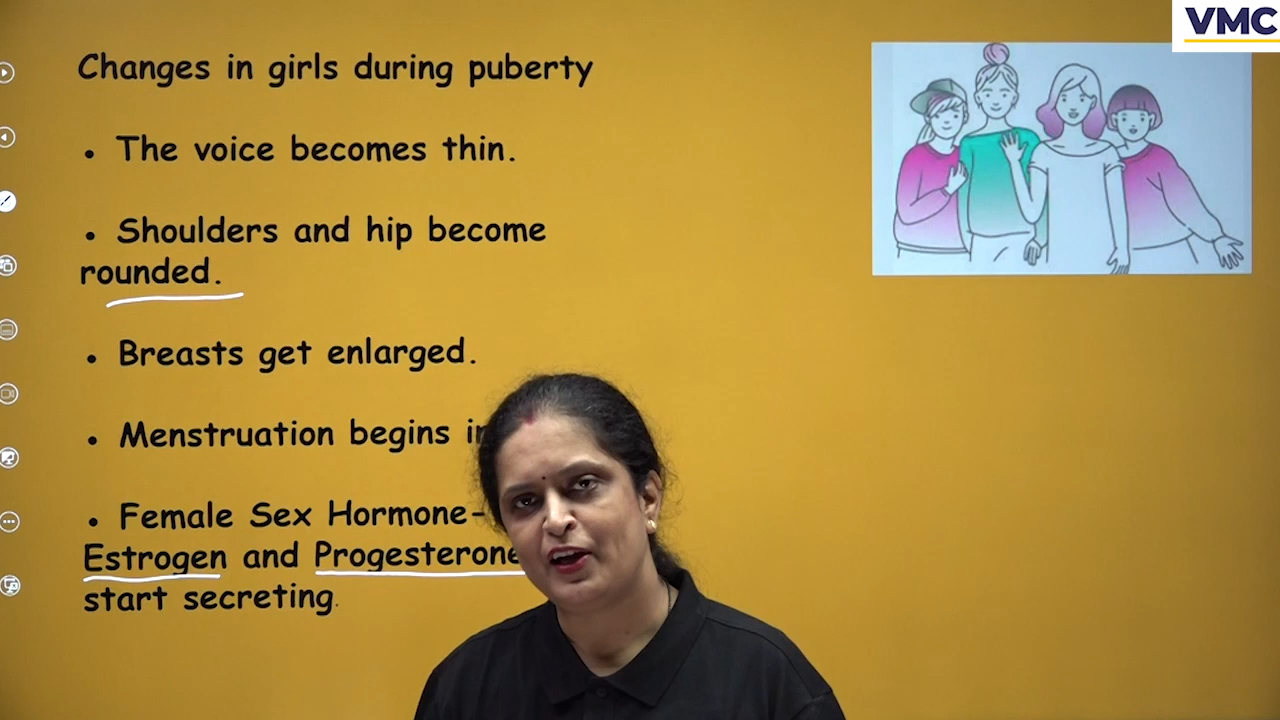 VMC
Changes in girls during puberty
• The voice becomes thin.
• Shoulders and hip become
rounded.
• Breasts get enlarged.
• Menstruation begins
• Female Sex Hormone-
Estrogen and Progesterone
start secreting.